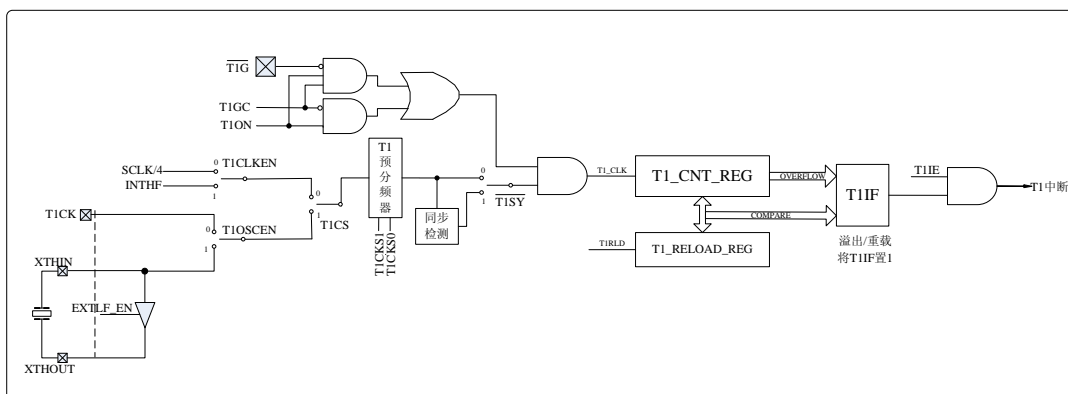 T1G
T1GC
T1ON
SCLK/4
0
T1CLKEN
INTHF
1
T1CK
0
T1OSCEN
1
XTHIN
EXTLF_EN
XTHOUT
0
1
T1CS
T1
预
分
频
器
T1CKS1
T1CKS0
同步
检测
0
1
T1SY
T1_CLK
T1_CNT_REG
OVERFLOW
COMPARE
T1RLD
T1_RELOAD_REG
T1IF
溢出/重载
将T1IF置1
T1IE
T1中断